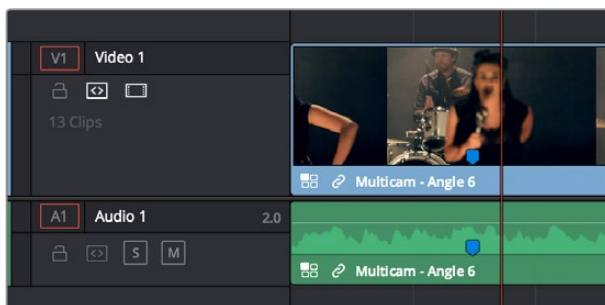 V1 Video 1
13 Clips
Multicam - Angle 6
A1 Audio 1 2.0
S M
Multicam - Angle 6